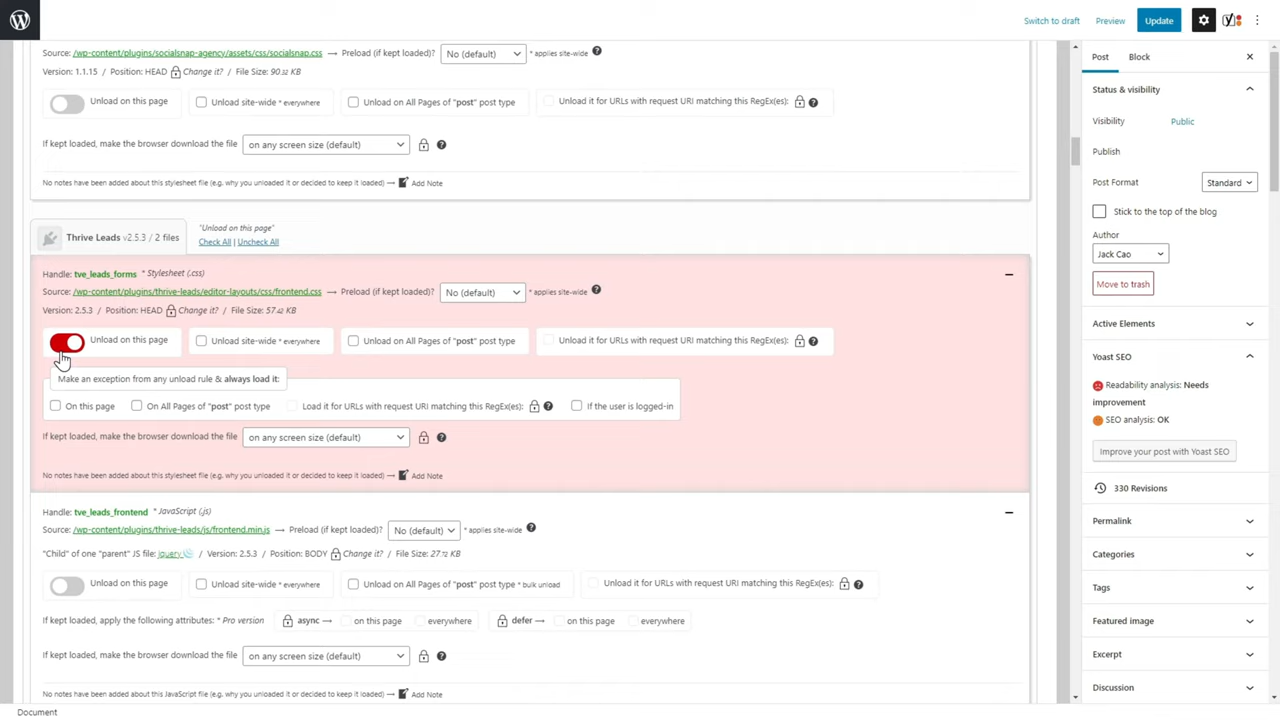 Switch to draft Preview Update
Source: /wp-content/plugins/socialsnap-agency/assets/css/socialsnap.css Preload (if kept loaded)? No (default) * applies site-wide ?
Version: 1.1.15 / Position: HEAD Change it? / File Size: 90.32 KB
Unload on this page Unload site-wide * everywhere Unload on All Pages of "post" post type Unload it for URLs with request URI matching this RegEx(es): ?
If kept loaded, make the browser download the file on any screen size (default) ?
No notes have been added about this stylesheet file (e.g. why you unloaded it or decided to keep it loaded) Add Note
Thrive Leads v2.5.3 / 2 files
"Unload on this page"
Check All | Uncheck All
Handle: tve_leads_forms * Stylesheet (.css)
Source: /wp-content/plugins/thrive-leads/editor-layouts/css/frontend.css Preload (if kept loaded)? No (default) * applies site-wide ?
Version: 2.5.3 / Position: HEAD Change it? / File Size: 57.42 KB
Unload on this page Unload site-wide * everywhere Unload on All Pages of "post" post type Unload it for URLs with request URI matching this RegEx(es): ?
Make an exception from any unload rule & always load it:
On this page On All Pages of "post" post type Load it for URLs with request URI matching this RegEx(es): ? If the user is logged-in
If kept loaded, make the browser download the file on any screen size (default) ?
No notes have been added about this stylesheet file (e.g. why you unloaded it or decided to keep it loaded) Add Note
Handle: tve_leads_frontend * JavaScript (.js)
Source: /wp-content/plugins/thrive-leads/js/frontend.min.js Preload (if kept loaded)? No (default) * applies site-wide ?
"Child" of one "parent" JS file: jquery / Version: 2.5.3 / Position: BODY Change it? / File Size: 27.12 KB
Unload on this page Unload site-wide * everywhere Unload on All Pages of "post" post type * bulk unload Unload it for URLs with request URI matching this RegEx(es): ?
If kept loaded, apply the following attributes: * Pro version async on this page everywhere defer on this page everywhere
If kept loaded, make the browser download the file on any screen size (default) ?
No notes have been added about this JavaScript file (e.g. why you unloaded it or decided to keep it loaded) Add Note
Document
Post Block
Status & visibility
Visibility Public
Publish
Post Format Standard
Stick to the top of the blog
Author
Jack Cao
Move to trash
Active Elements
Yoast SEO
Readability analysis: Needs
improvement
SEO analysis: OK
Improve your post with Yoast SEO
330 Revisions
Permalink
Categories
Tags
Featured image
Excerpt
Discussion